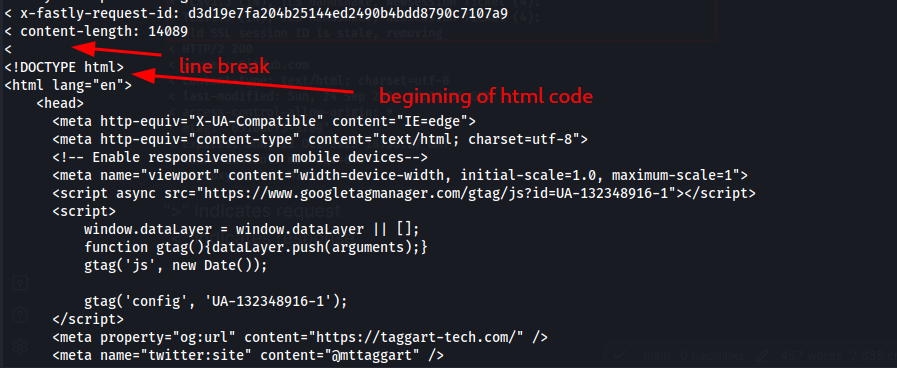 < x-fastly-request-id: d3d19e7fa204b25144ed2490b4bdd8790c7107a9
< content-length: 14089
<
line break
<!DOCTYPE html>
<html lang="en">
beginning of html code
<head>
<meta http-equiv="X-UA-Compatible" content="IE=edge">
<meta http-equiv="content-type" content="text/html; charset=utf-8">
<!-- Enable responsiveness on mobile devices-->
<meta name="viewport" content="width=device-width, initial-scale=1.0, maximum-scale=1">
<script async src="https://www.googletagmanager.com/gtag/js?id=UA-132348916-1"></script>
<script>
window.dataLayer = window.dataLayer || [];
function gtag(){dataLayer.push(arguments);}
gtag('js', new Date());
gtag('config', 'UA-132348916-1');
</script>
<meta property="og:url" content="https://taggart-tech.com/" />
<meta name="twitter:site" content="@mttaggart" />